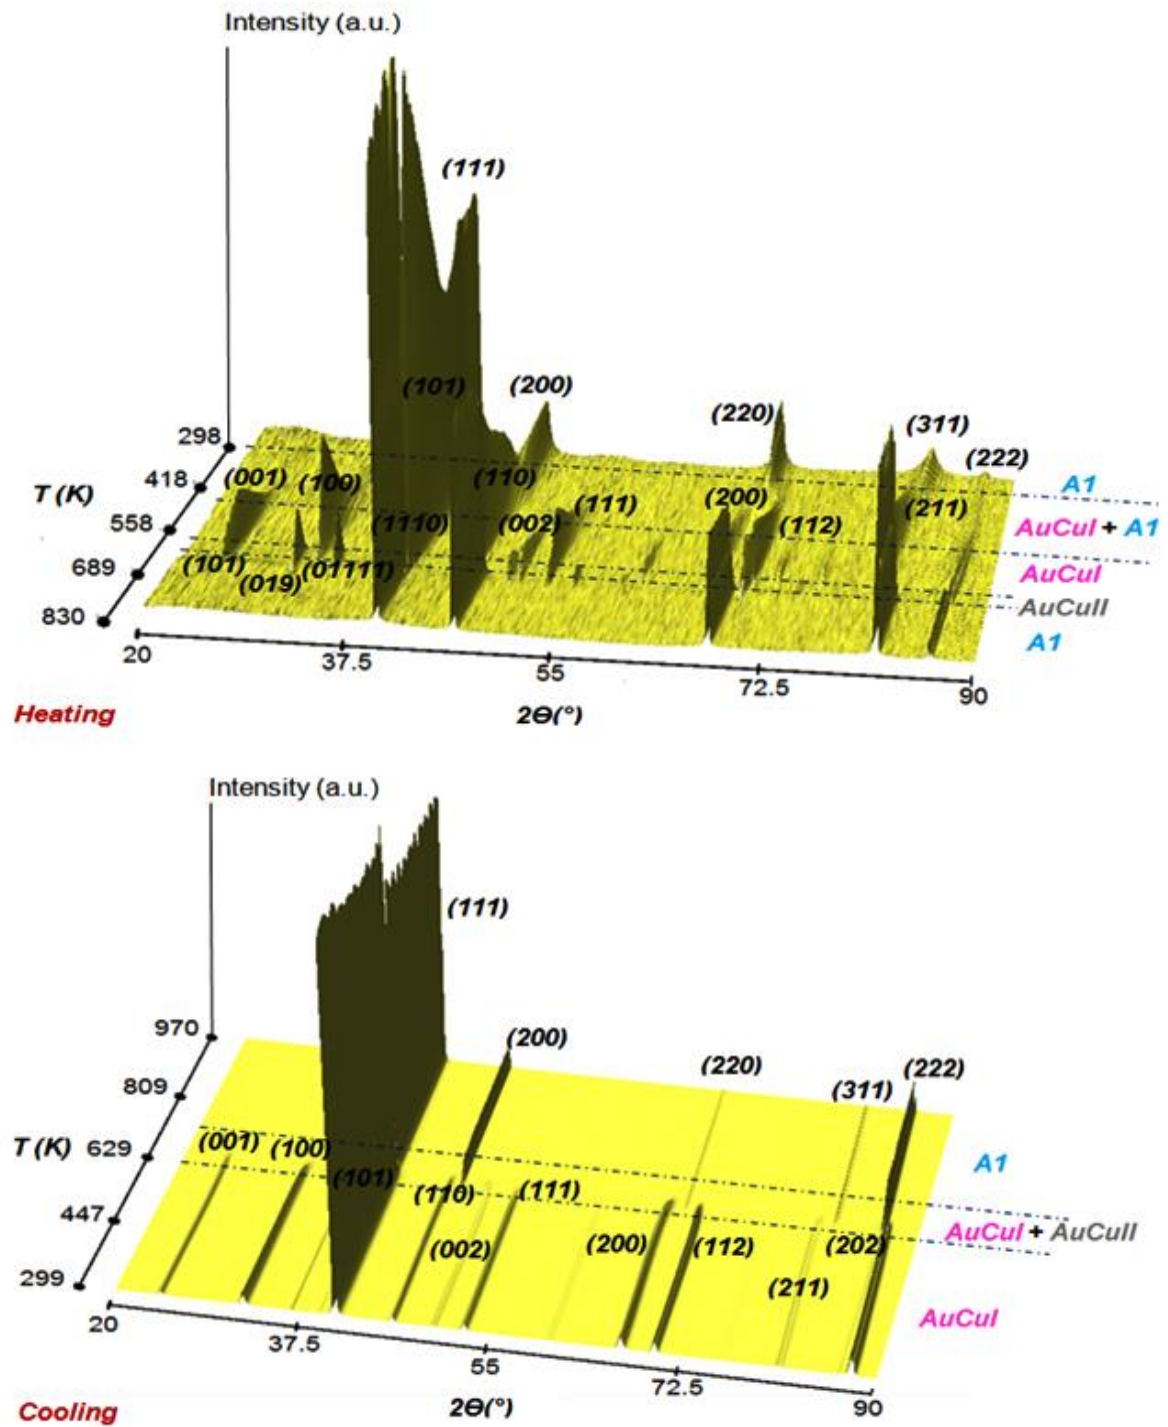 Intensity (a.u.)
(111)
(101) (200)
(220) (311)
298
(222)
418 (001) (100) (110) A1
T (K)
(111) (200) (211)
558 (1110) (002) (112) AuCuI + A1
(101) (01111) AuCuI
689 (019)
AuCuII
830 A1
20 37.5 55 72.5 90
Heating 2Θ(°)
Intensity (a.u.)
(111)
970 (200)
(220) (222)
809 (311)
T (K) 629 (001) (100) A1
(101) (110) (111)
447 (002) (200) (112) (202) AuCuI + AuCuII
299 (211)
AuCuI
20 37.5 55 72.5 90
Cooling 2Θ(°)